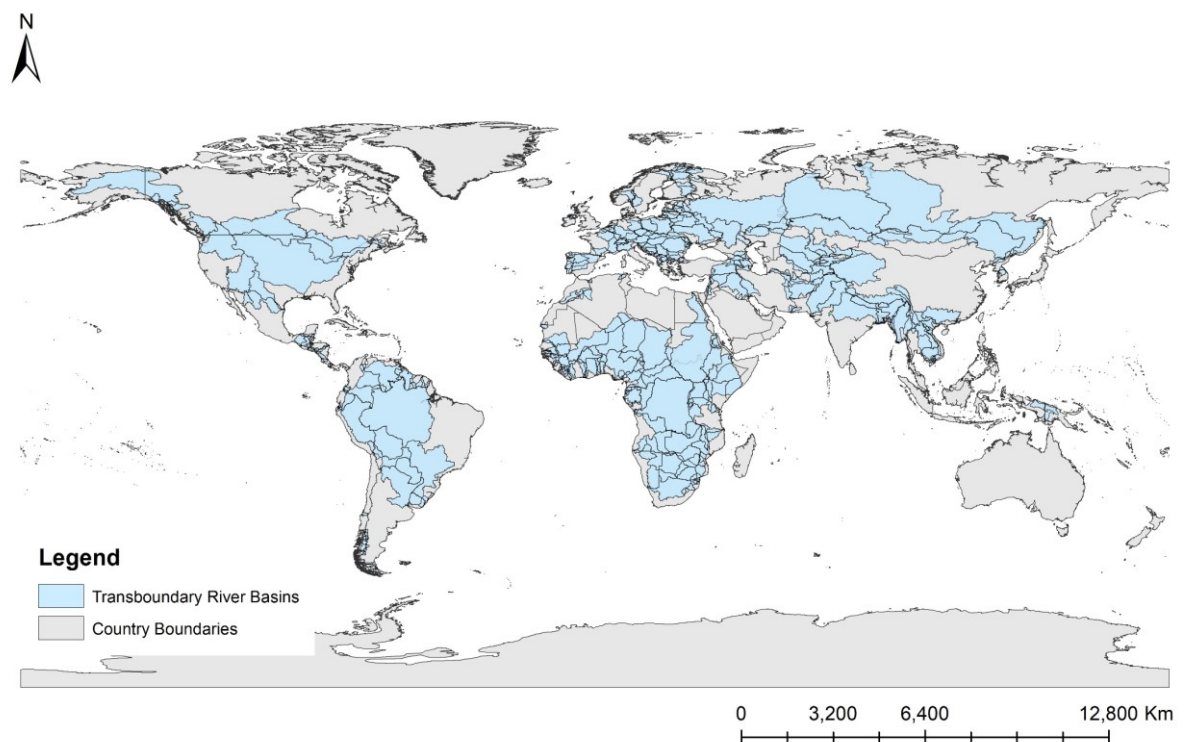 N
Legend
Transboundary River Basins
Country Boundaries
0 3,200 6,400 12,800 Km